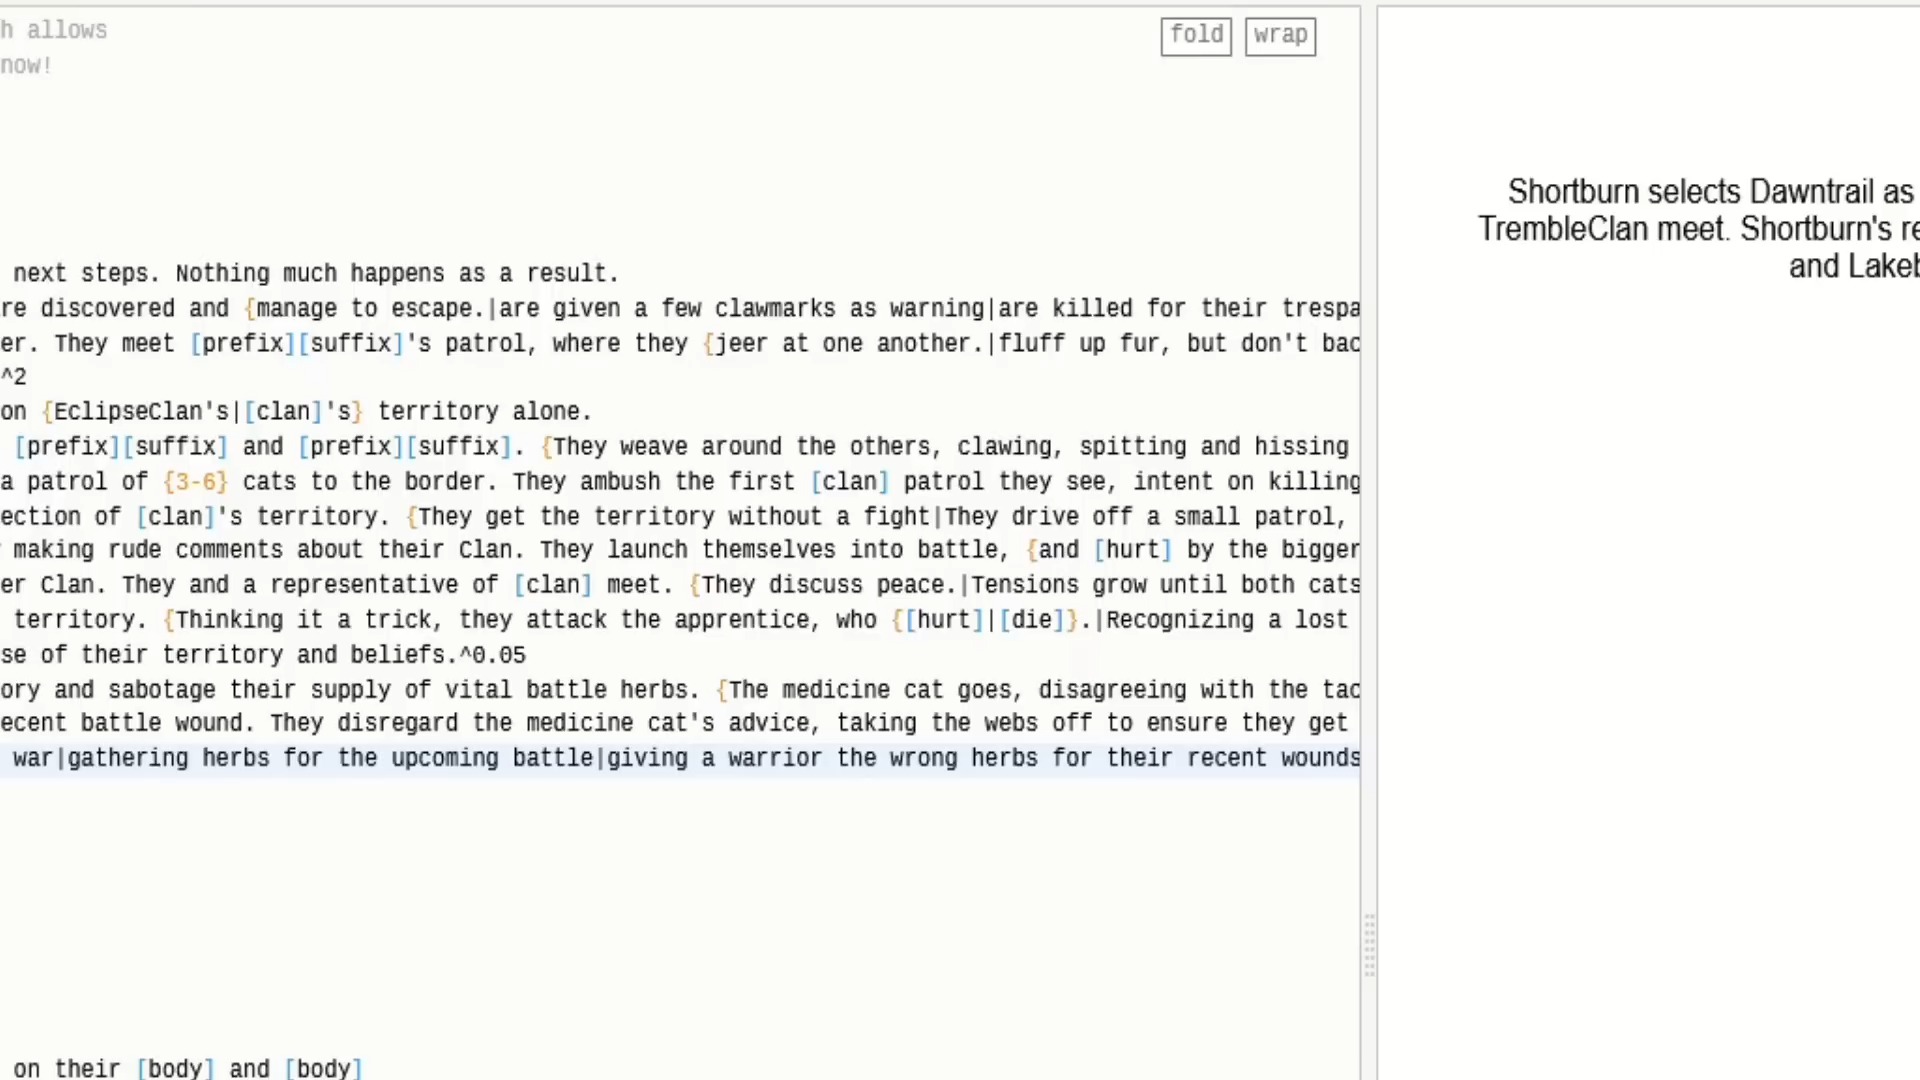 h allows
now!
fold wrap
next steps. Nothing much happens as a result.
re discovered and {manage to escape.|are given a few clawmarks as warning|are killed for their trespa
er. They meet [prefix][suffix]'s patrol, where they {jeer at one another.|fluff up fur, but don't bac
^2
on {EclipseClan's|[clan]'s} territory alone.
[prefix][suffix] and [prefix][suffix]. {They weave around the others, clawing, spitting and hissing
a patrol of {3-6} cats to the border. They ambush the first [clan] patrol they see, intent on killing
ection of [clan]'s territory. {They get the territory without a fight|They drive off a small patrol,
making rude comments about their Clan. They launch themselves into battle, {and [hurt] by the bigger
er Clan. They and a representative of [clan] meet. {They discuss peace.|Tensions grow until both cats
territory. {Thinking it a trick, they attack the apprentice, who {[hurt]|[die]}.|Recognizing a lost
se of their territory and beliefs.^0.05
ory and sabotage their supply of vital battle herbs. {The medicine cat goes, disagreeing with the tac
ecent battle wound. They disregard the medicine cat's advice, taking the webs off to ensure they get
war|gathering herbs for the upcoming battle|giving a warrior the wrong herbs for their recent wounds
on their [body] and [body]
Shortburn selects Dawntrail as
TrembleClan meet. Shortburn's re
and Lakeb